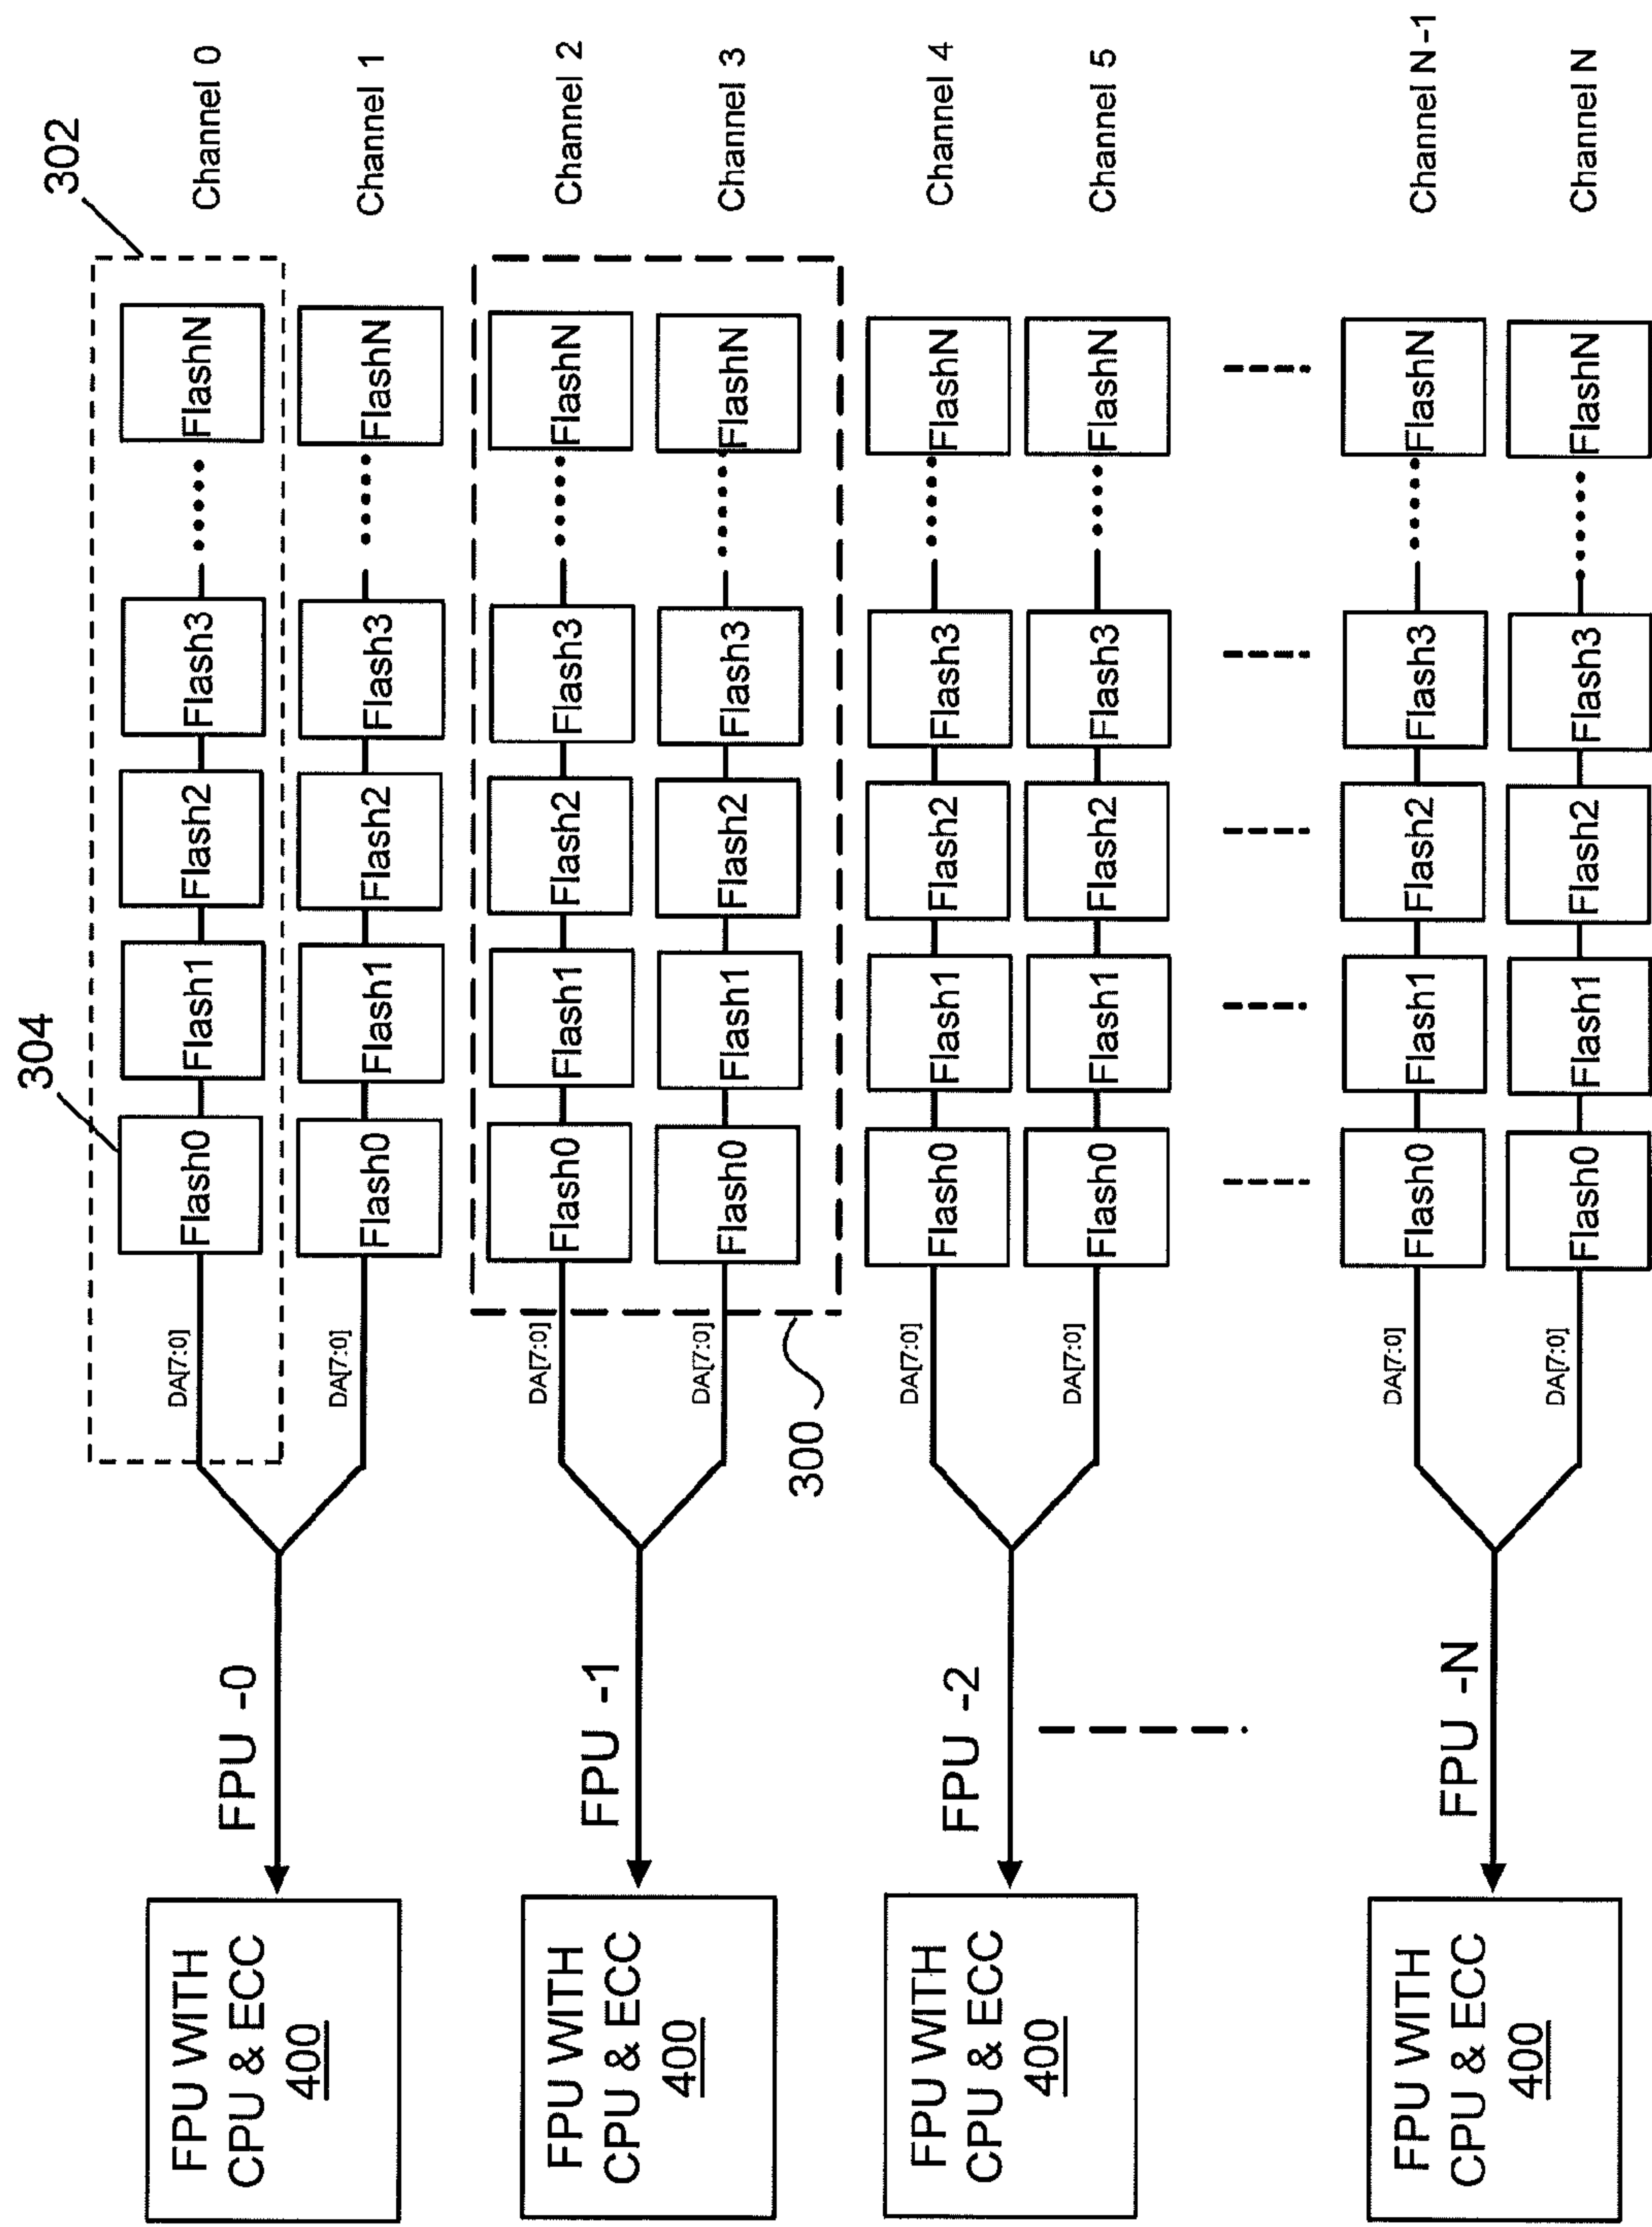 304
302
FPU WITH
CPU & ECC
400
FPU -0
DA[7:0]
Flash0
Flash1
Flash2
Flash3
FlashN
Channel 0
DA[7:0]
Flash0
Flash1
Flash2
Flash3
FlashN
Channel 1
FPU WITH
CPU & ECC
400
FPU -1
DA[7:0]
Flash0
Flash1
Flash2
Flash3
FlashN
Channel 2
DA[7:0]
Flash0
Flash1
Flash2
Flash3
FlashN
Channel 3
300
FPU WITH
CPU & ECC
400
FPU -2
DA[7:0]
Flash0
Flash1
Flash2
Flash3
FlashN
Channel 4
DA[7:0]
Flash0
Flash1
Flash2
Flash3
FlashN
Channel 5
FPU WITH
CPU & ECC
400
FPU -N
DA[7:0]
Flash0
Flash1
Flash2
Flash3
FlashN
Channel N-1
DA[7:0]
Flash0
Flash1
Flash2
Flash3
FlashN
Channel N